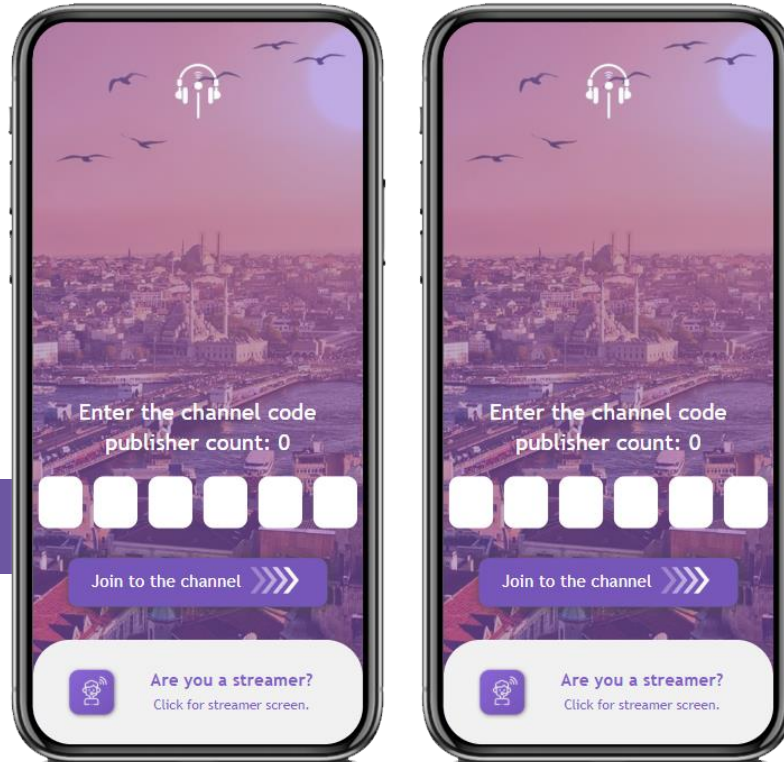 Enter the channel code
publisher count: 0
Join to the channel
Are you a streamer?
Click for streamer screen.
Enter the channel code
publisher count: 0
Join to the channel
Are you a streamer?
Click for streamer screen.